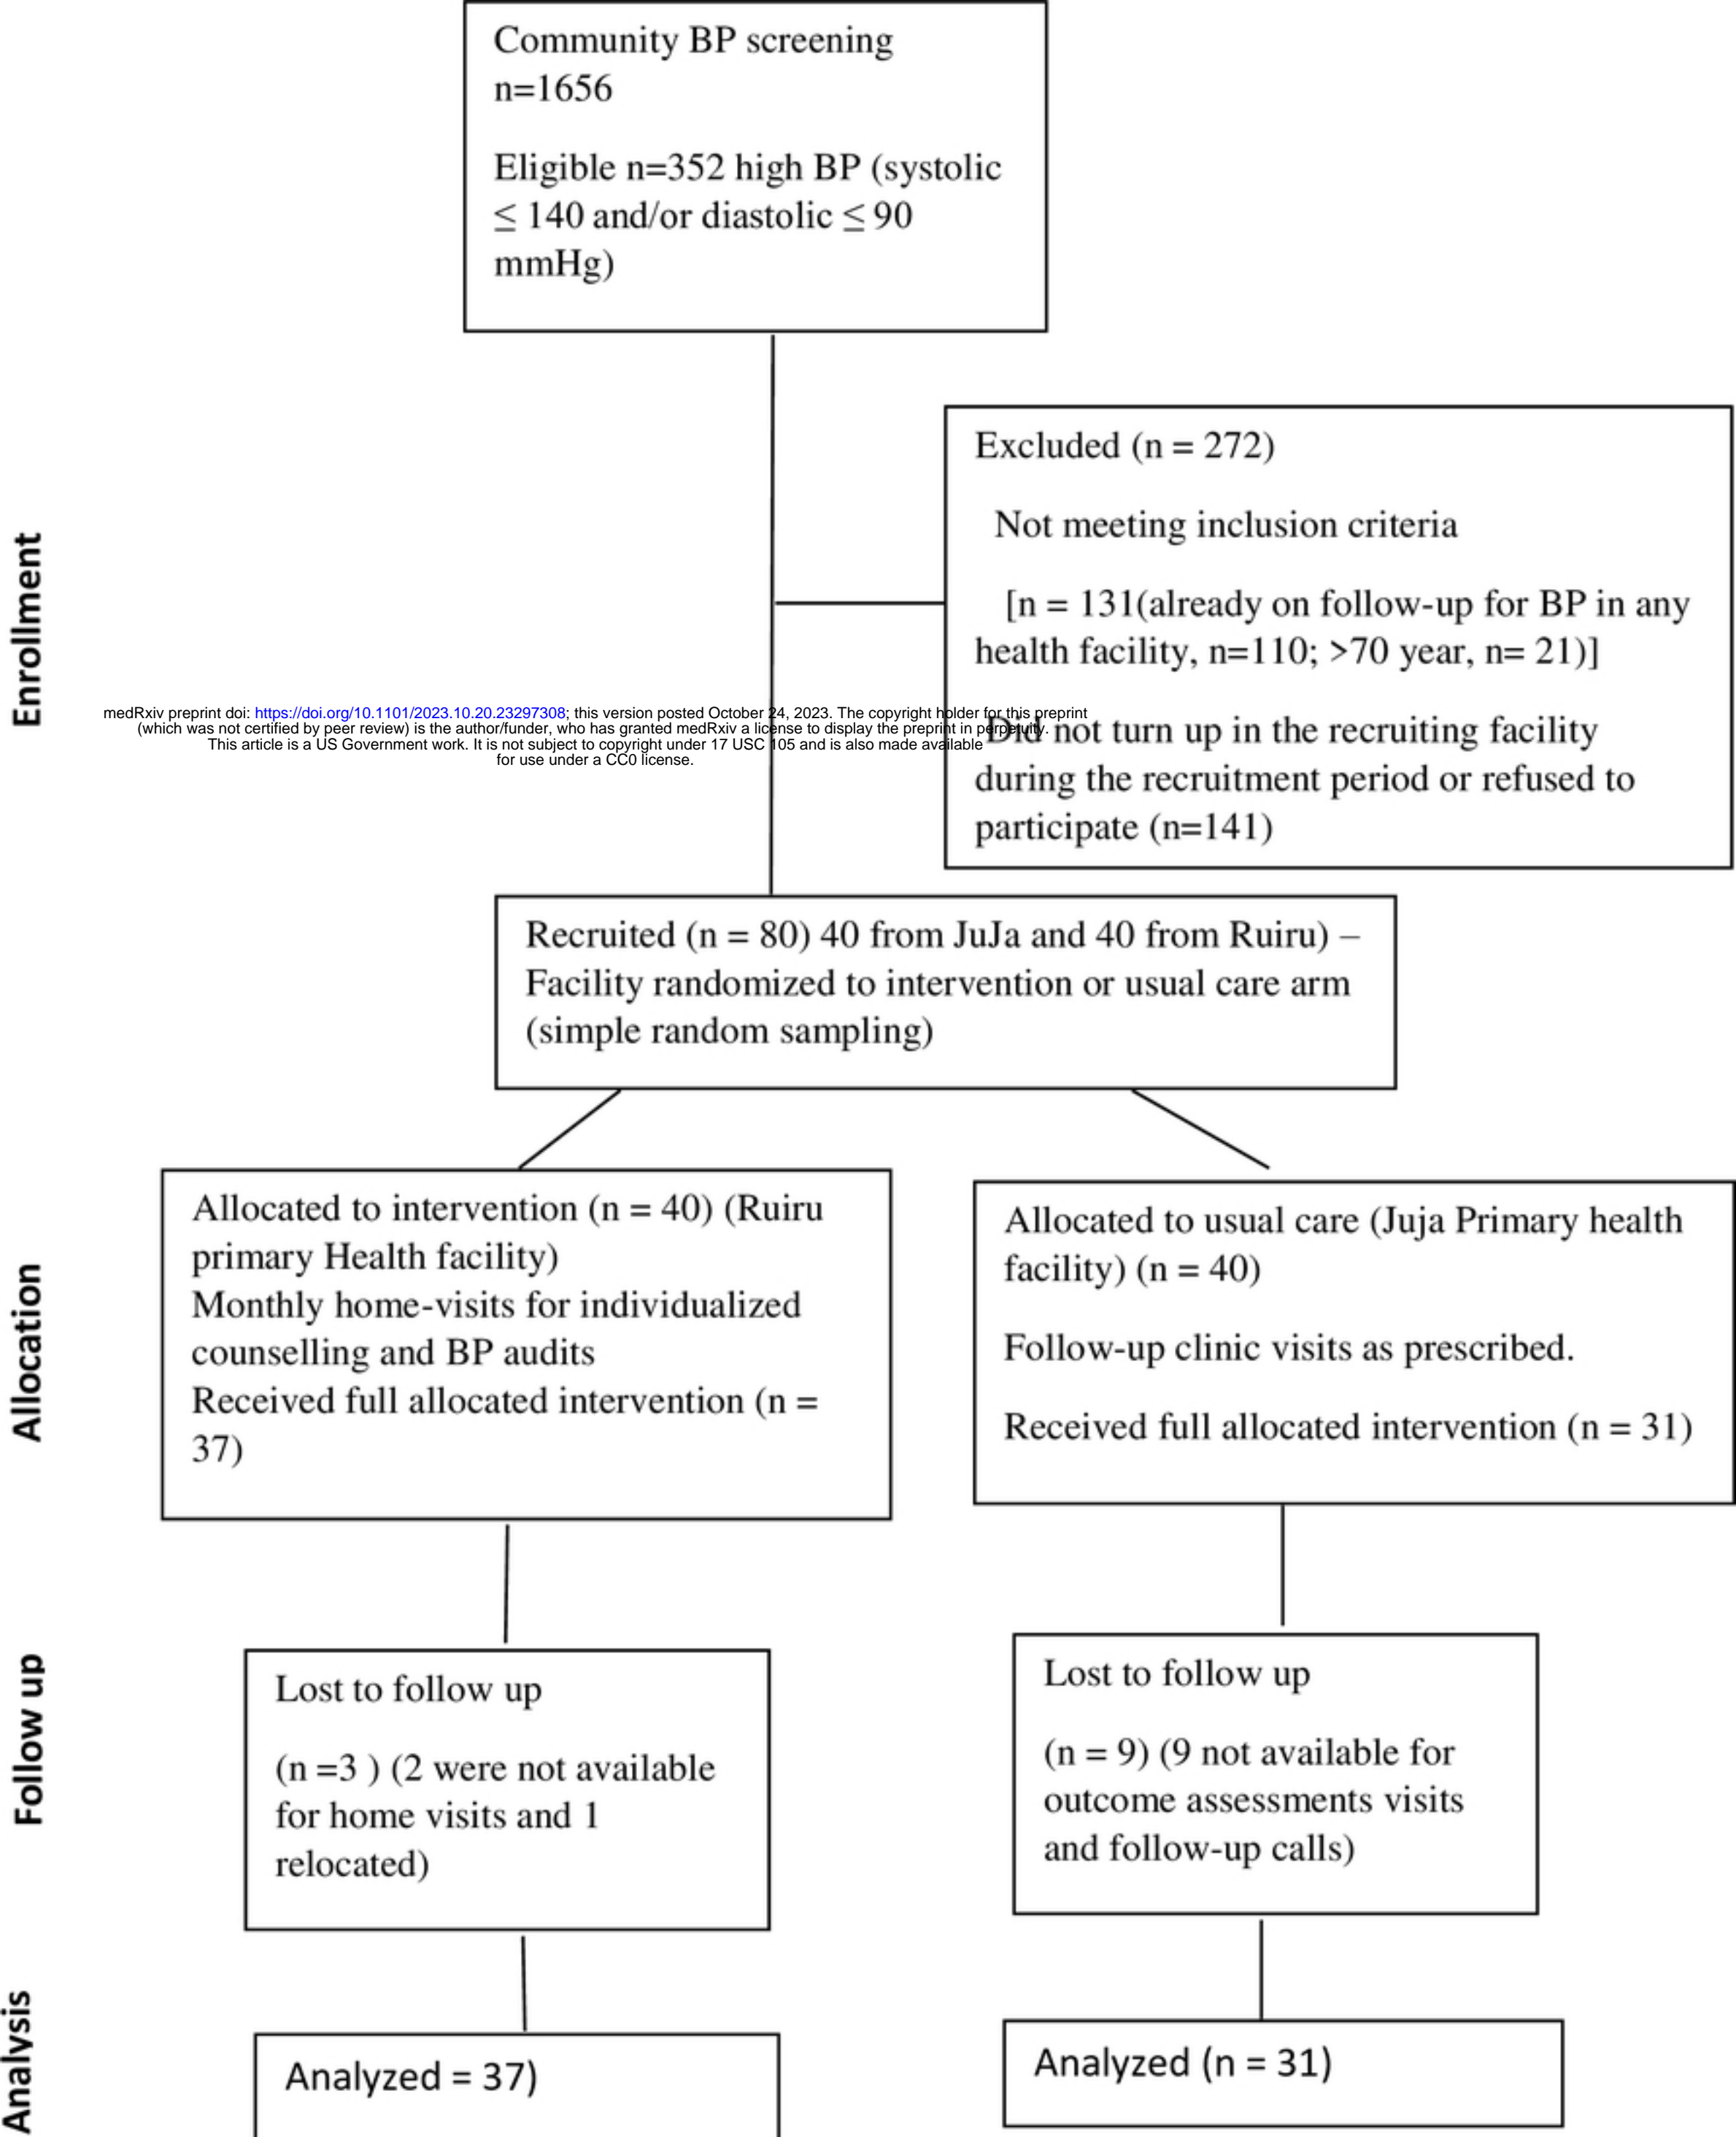 Community BP screening
n=1656
Eligible n=352 high BP (systolic
≤ 140 and/or diastolic ≤ 90
mmHg)
Enrollment
Excluded (n = 272)
Not meeting inclusion criteria
[n = 131(already on follow-up for BP in any
health facility, n=110; >70 year, n= 21)]
Did not turn up in the recruiting facility
during the recruitment period or refused to
participate (n=141)
medRxiv preprint doi: https://doi.org/10.1101/2023.10.20.23297308; this version posted October 24, 2023. The copyright holder for this preprint
(which was not certified by peer review) is the author/funder, who has granted medRxiv a license to display the preprint in perpetuity.
This article is a US Government work. It is not subject to copyright under 17 USC 105 and is also made available
for use under a CC0 license.
Recruited (n = 80) 40 from JuJa and 40 from Ruiru) –
Facility randomized to intervention or usual care arm
(simple random sampling)
Allocation
Allocated to intervention (n = 40) (Ruiru
primary Health facility)
Monthly home-visits for individualized
counselling and BP audits
Received full allocated intervention (n =
37)
Allocated to usual care (Juja Primary health
facility) (n = 40)
Follow-up clinic visits as prescribed.
Received full allocated intervention (n = 31)
Follow up
Lost to follow up
(n =3 ) (2 were not available
for home visits and 1
relocated)
Lost to follow up
(n = 9) (9 not available for
outcome assessments visits
and follow-up calls)
Analysis
Analyzed = 37)
Analyzed (n = 31)